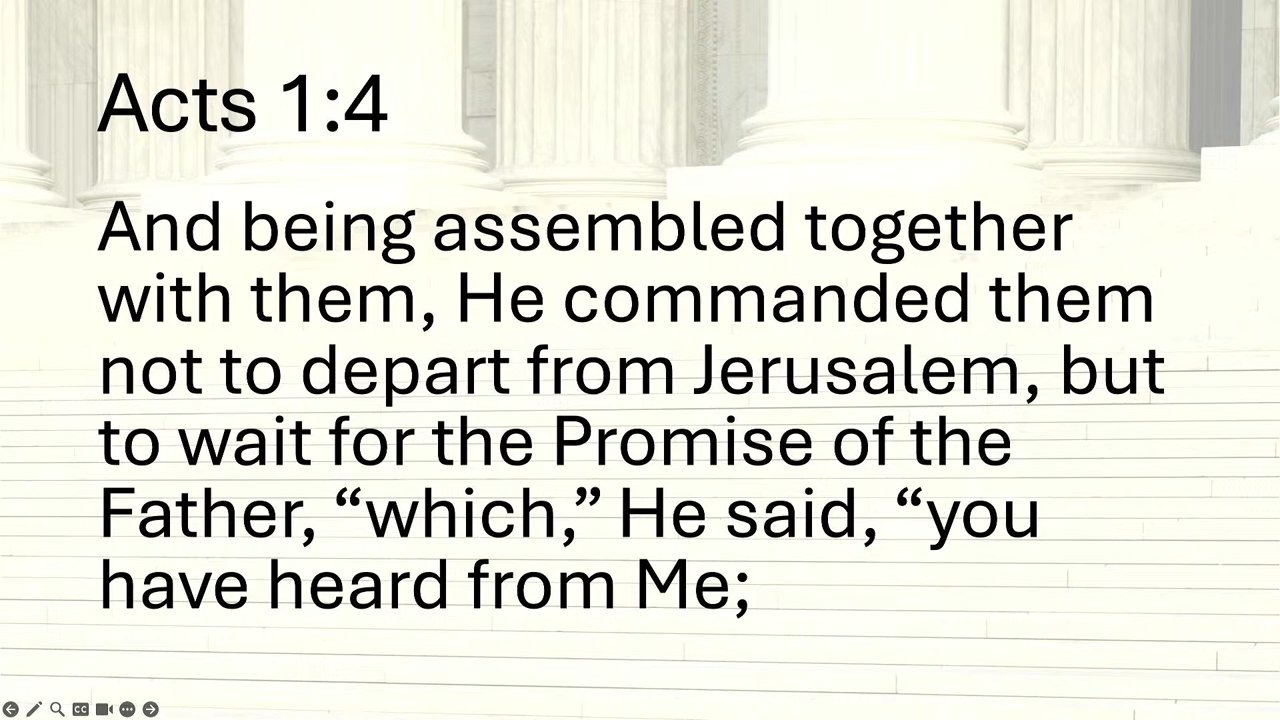 Acts 1:4
And being assembled together
with them, He commanded them
not to depart from Jerusalem, but
to wait for the Promise of the
Father, “which,” He said, “you
have heard from Me;
CC